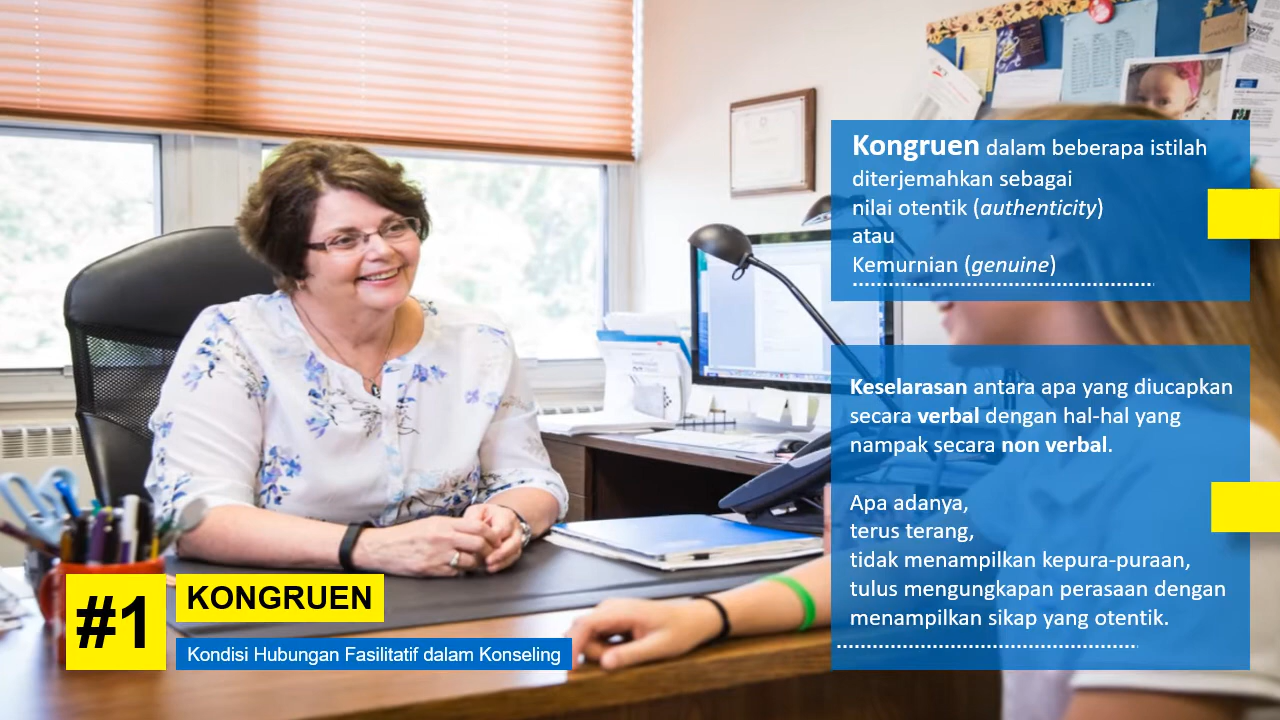 Kongruen dalam beberapa istilah
diterjemahkan sebagai
nilai otentik (authenticity)
atau
Kemurnian (genuine)
Keselarasan antara apa yang diucapkan
secara verbal dengan hal-hal yang
nampak secara non verbal.
Apa adanya,
terus terang,
tidak menampilkan kepura-puraan,
tulus mengungkapan perasaan dengan
menampilkan sikap yang otentik.
#1
KONGRUEN
Kondisi Hubungan Fasilitatif dalam Konseling